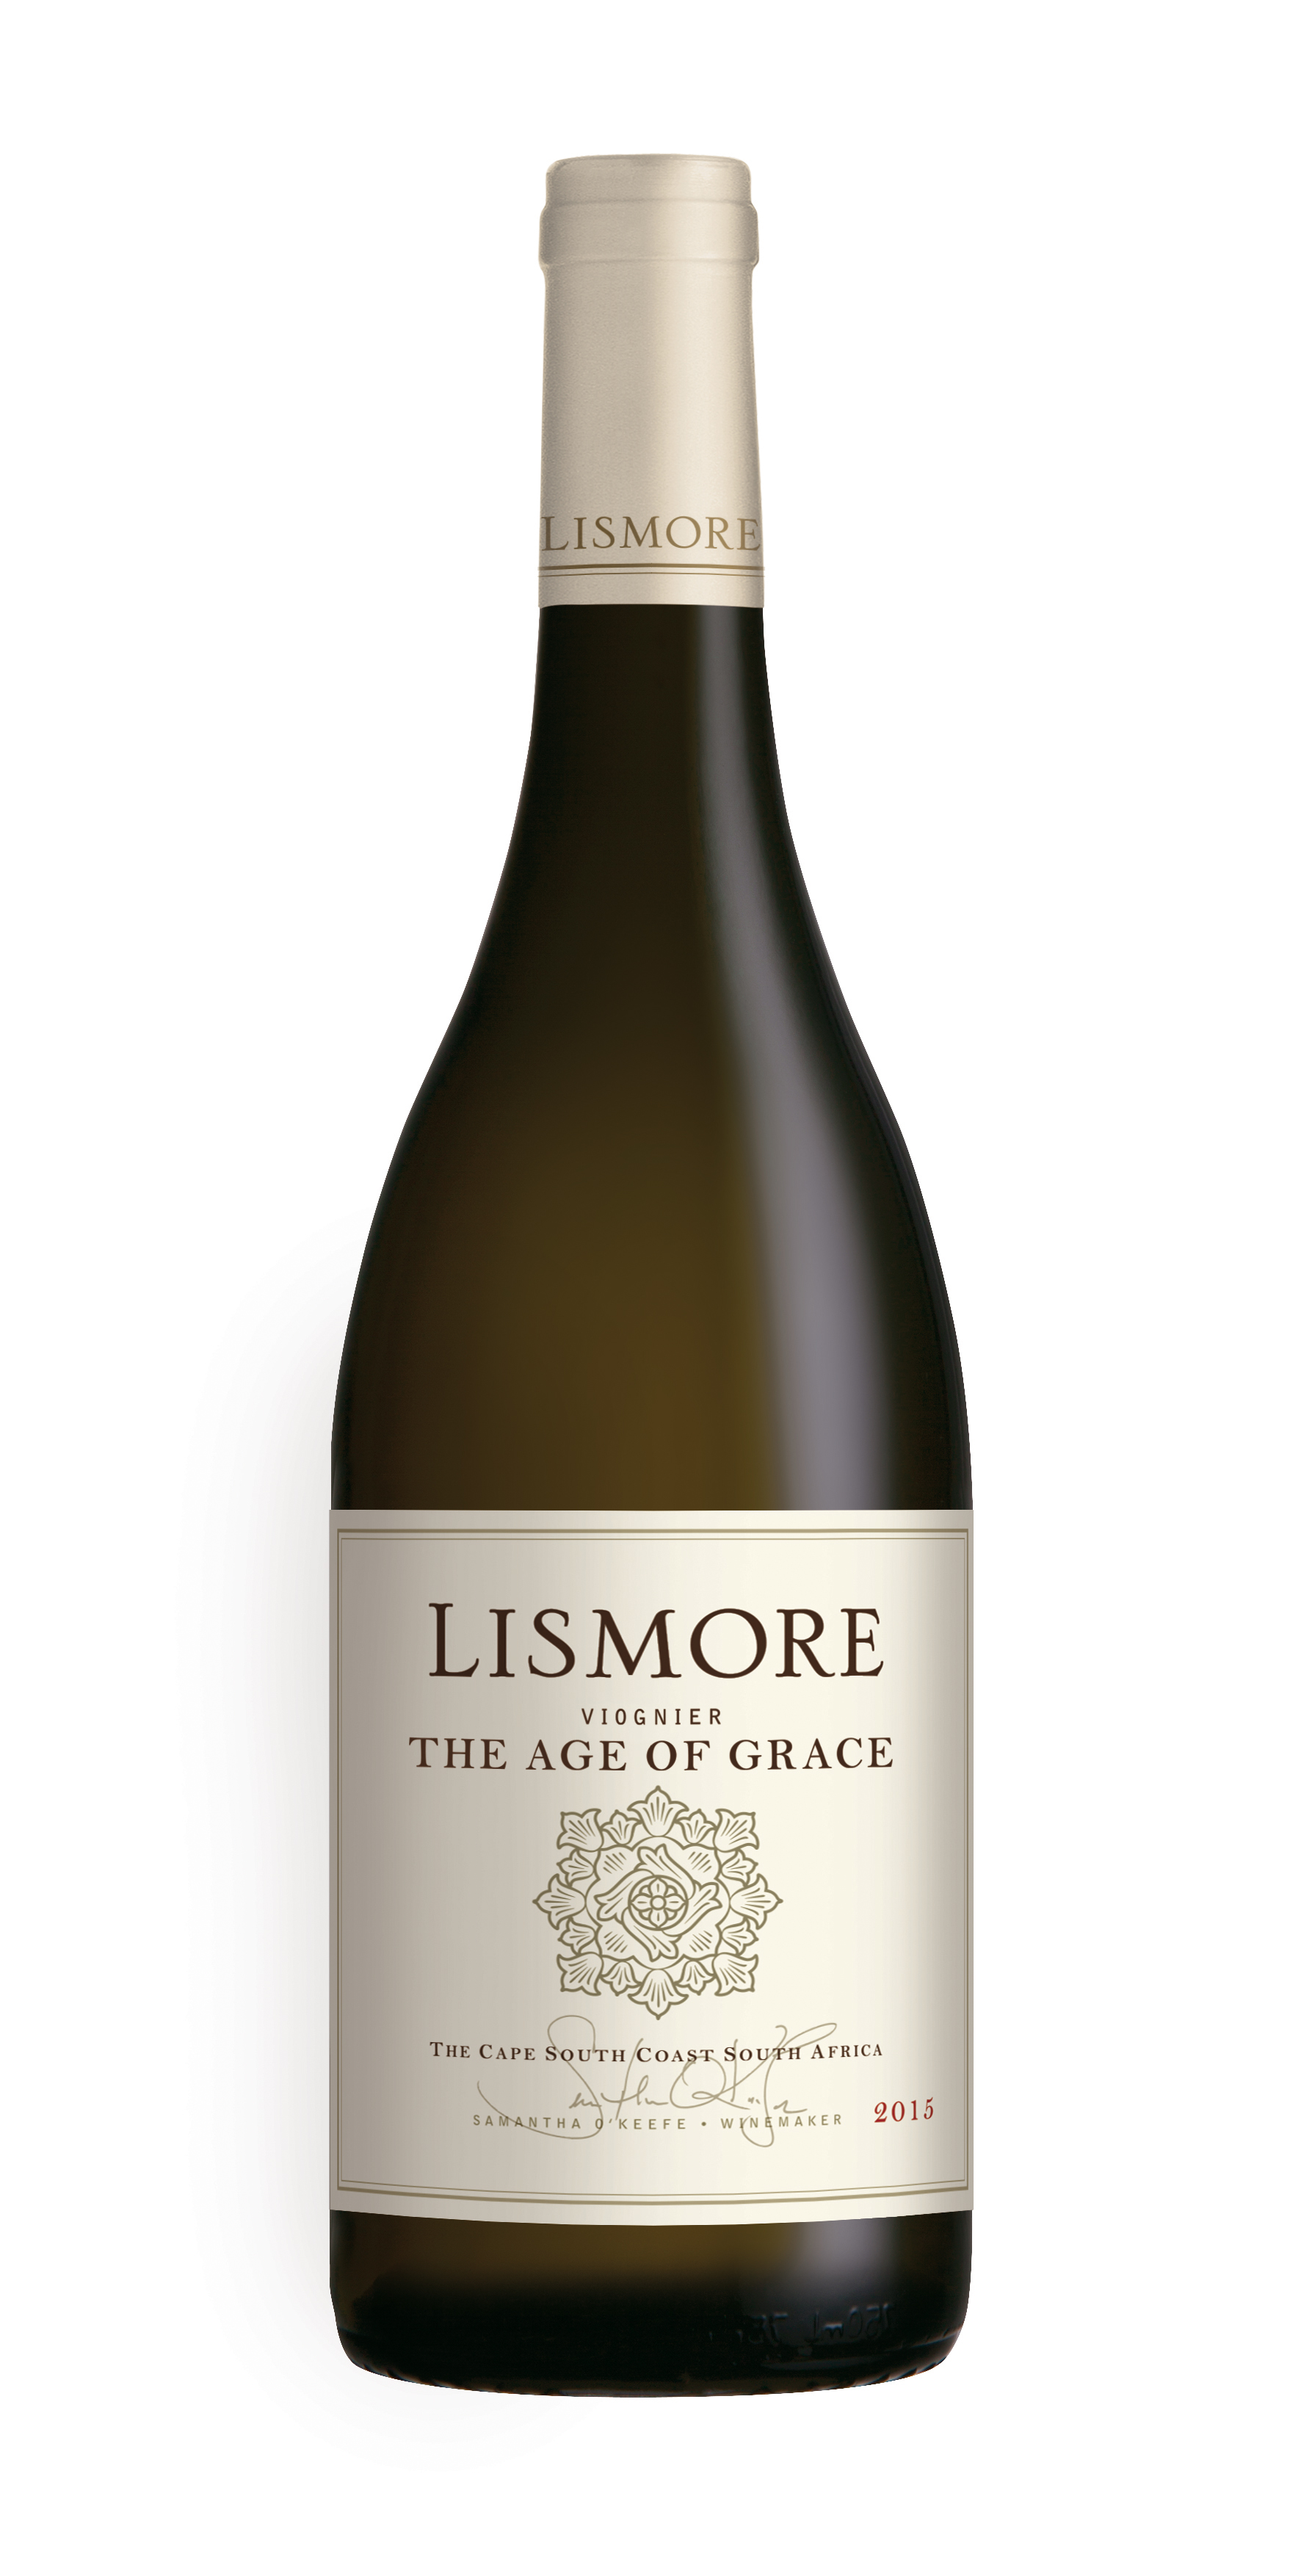 LISMORE
LISMORE
VIOGNIER
THE AGE OF GRACE
THE CAPE SOUTH COAST SOUTH AFRICA
SAMANTHA O'KEEFE • WINEMAKER
2015